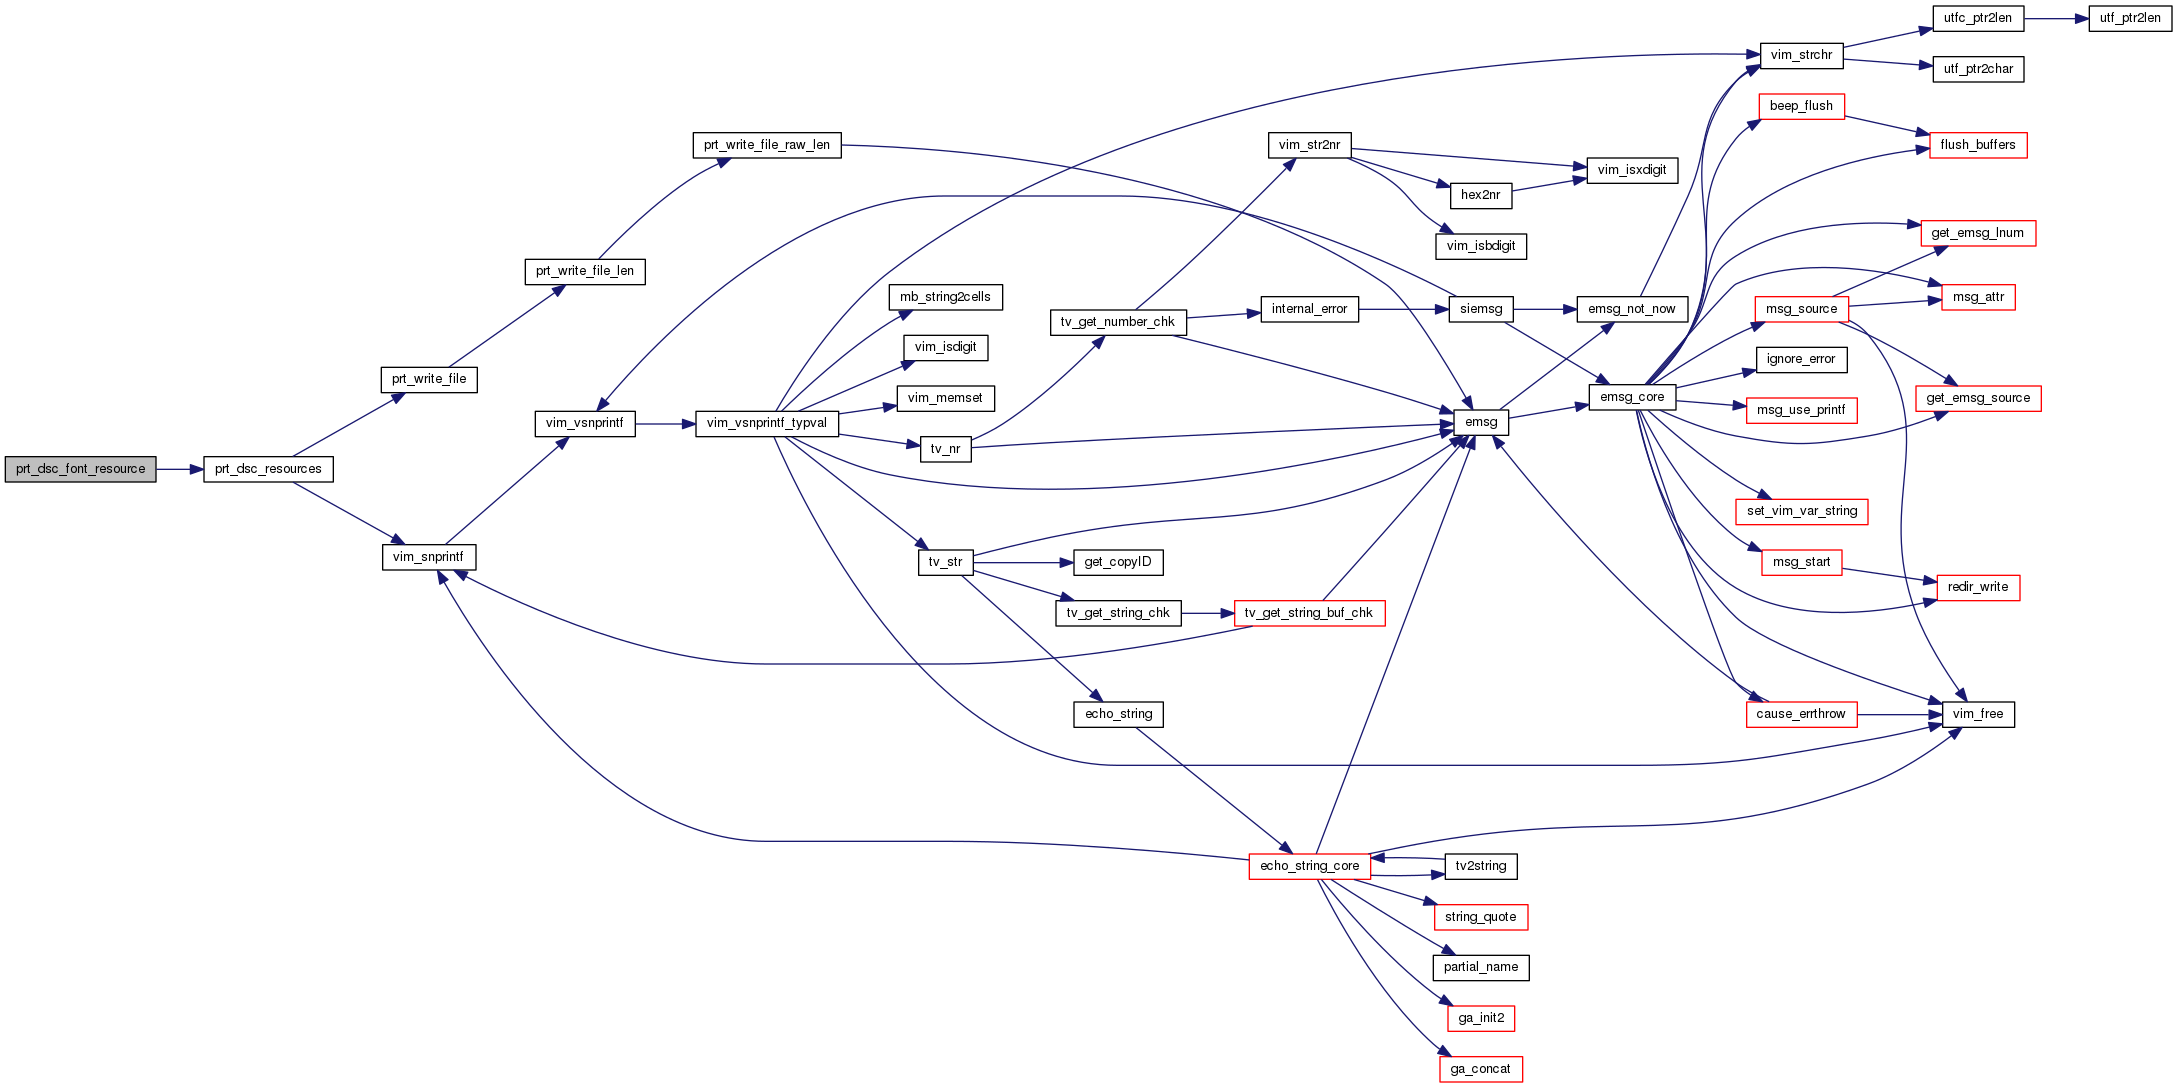 utfc_ptr2len
utf_ptr2len
vim_strchr
utf_ptr2char
beep_flush
prt_write_file_raw_len
vim_str2nr
flush_buffers
vim_isxdigit
hex2nr
get_emsg_lnum
vim_isbdigit
prt_write_file_len
mb_string2cells
msg_attr
internal_error
siemsg
emsg_not_now
msg_source
tv_get_number_chk
vim_isdigit
ignore_error
prt_write_file
vim_memset
emsg_core
get_emsg_source
msg_use_printf
vim_vsnprintf
vim_vsnprintf_typval
emsg
tv_nr
prt_dsc_font_resource
prt_dsc_resources
set_vim_var_string
vim_snprintf
tv_str
get_copyID
msg_start
redir_write
tv_get_string_chk
tv_get_string_buf_chk
echo_string
cause_errthrow
vim_free
echo_string_core
tv2string
string_quote
partial_name
ga_init2
ga_concat